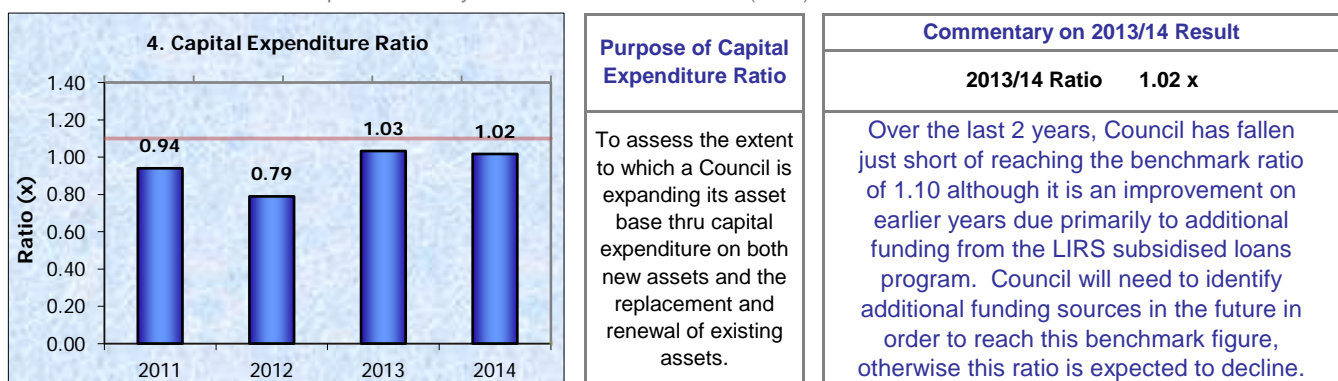 4. Capital Expenditure Ratio
1.40
1.20
1.00
0.80
0.60
0.40
0.20
0.00
Ratio (x)
0.94
0.79
1.03
1.02
2011 2012 2013 2014
Purpose of Capital
Expenditure Ratio
To assess the extent
to which a Council is
expanding its asset
base thru capital
expenditure on both
new assets and the
replacement and
renewal of existing
assets.
Commentary on 2013/14 Result
2013/14 Ratio 1.02 x
Over the last 2 years, Council has fallen
just short of reaching the benchmark ratio
of 1.10 although it is an improvement on
earlier years due primarily to additional
funding from the LIRS subsidised loans
program. Council will need to identify
additional funding sources in the future in
order to reach this benchmark figure,
otherwise this ratio is expected to decline.